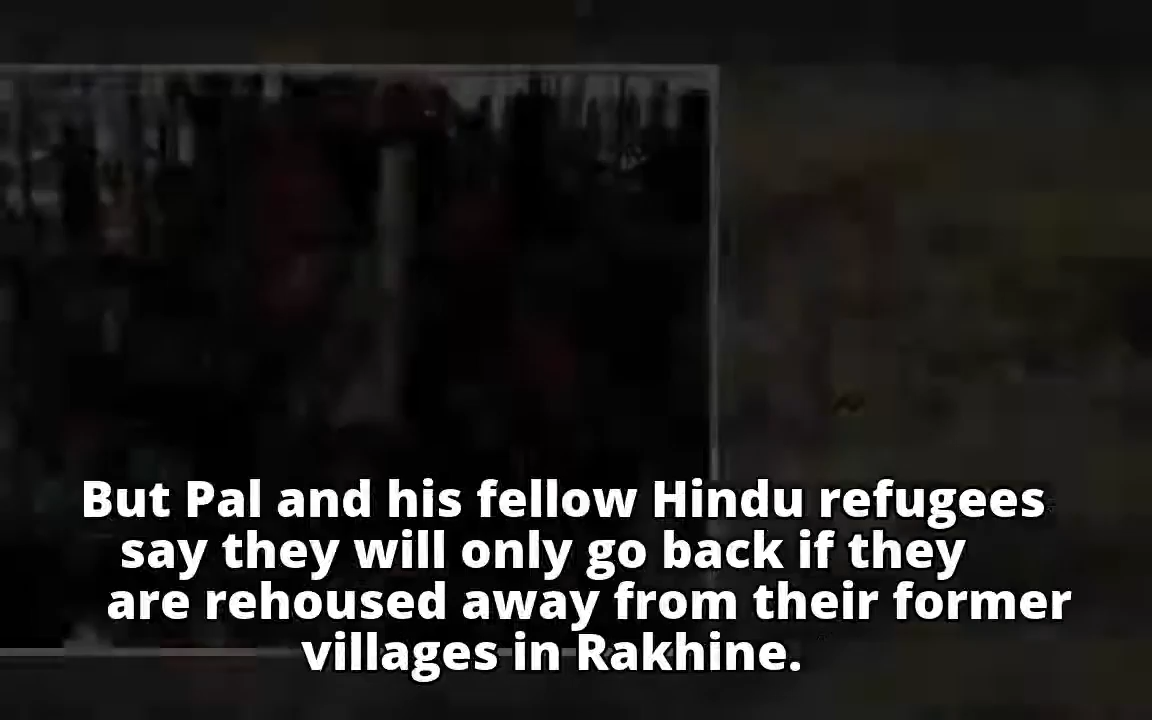 But Pal and his fellow Hindu refugees
say they will only go back if they
are rehoused away from their former
villages in Rakhine.